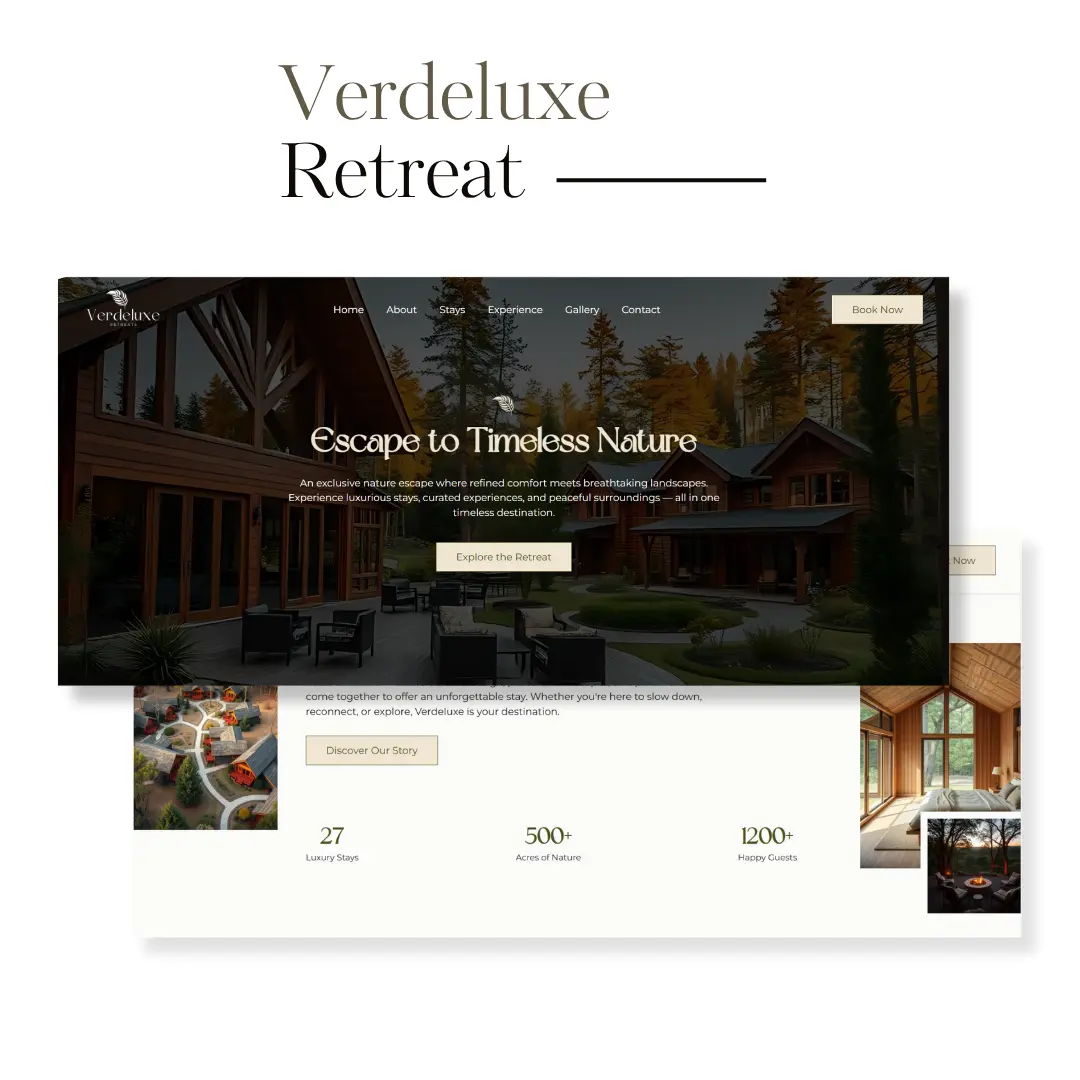 Verdeluxe
Retreat
Verdeluxe
RETREATS
Home About Stays Experience Gallery Contact
Book Now
Escape to Timeless Nature
An exclusive nature escape where refined comfort meets breathtaking landscapes.
Experience luxurious stays, curated experiences, and peaceful surroundings — all in one
timeless destination.
Explore the Retreat
Now
come together to offer an unforgettable stay. Whether you're here to slow down,
reconnect, or explore, Verdeluxe is your destination.
Discover Our Story
27 500+ 1200+
Luxury Stays Acres of Nature Happy Guests